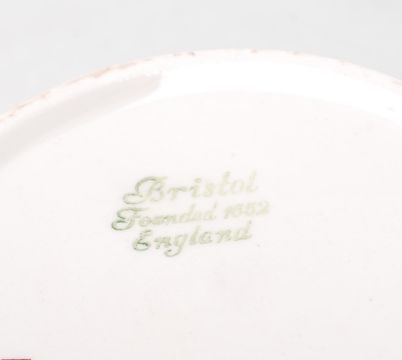 Bristol
Founded 1652
England